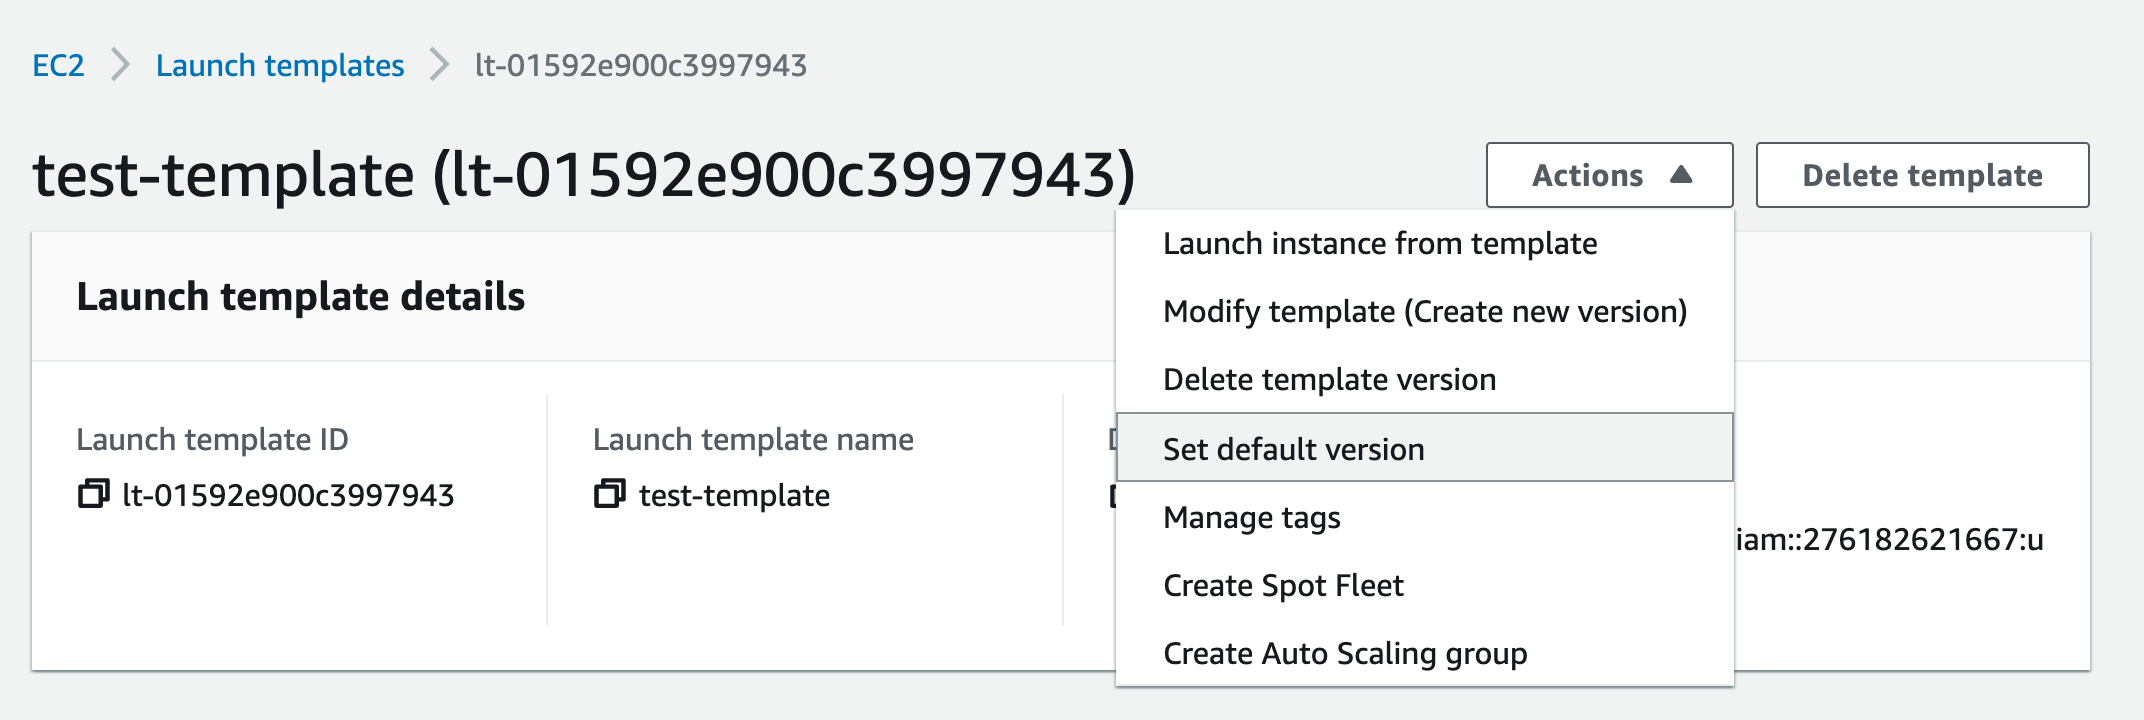 EC2 Launch templates lt-01592e900c3997943
test-template (lt-01592e900c3997943)
Actions
Delete template
Launch instance from template
Modify template (Create new version)
Delete template version
Set default version
Manage tags
Create Spot Fleet
Create Auto Scaling group
Launch template details
Launch template ID
lt-01592e900c3997943
Launch template name
test-template
iam::276182621667:u